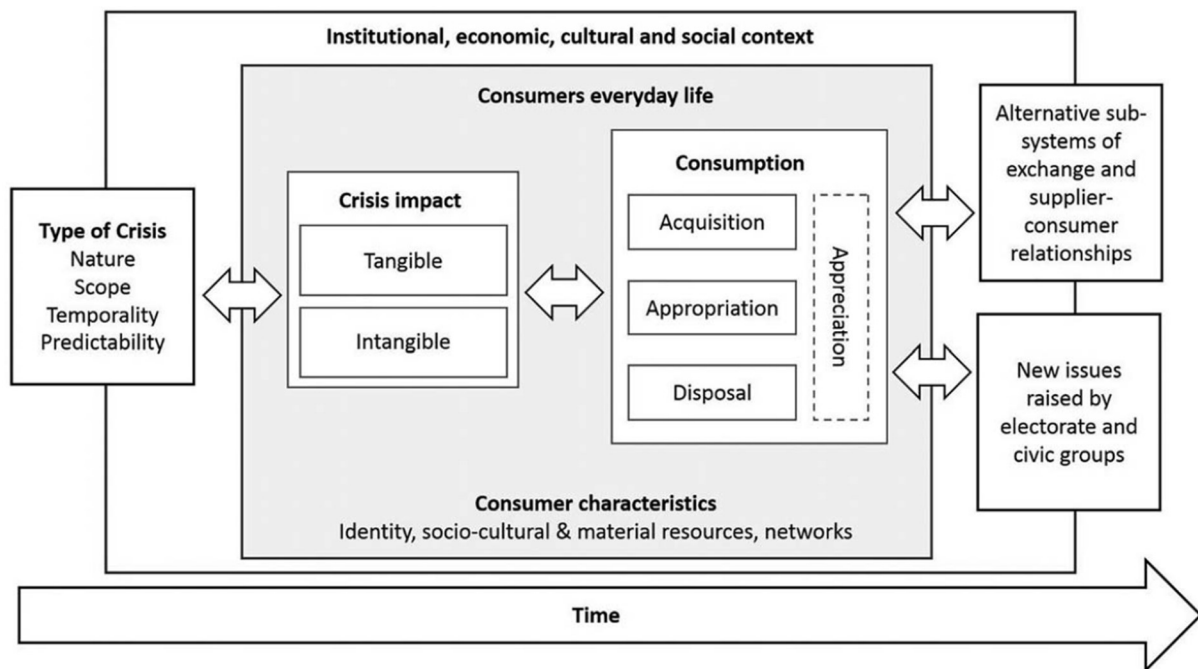 Institutional, economic, cultural and social context
Consumers everyday life
Type of Crisis
Nature
Scope
Temporality
Predictability
Crisis impact
Tangible
Intangible
Consumption
Acquisition
Appropriation
Disposal
Appreciation
Alternative sub-
systems of
exchange and
supplier-
consumer
relationships
New issues
raised by
electorate and
civic groups
Consumer characteristics
Identity, socio-cultural & material resources, networks
Time